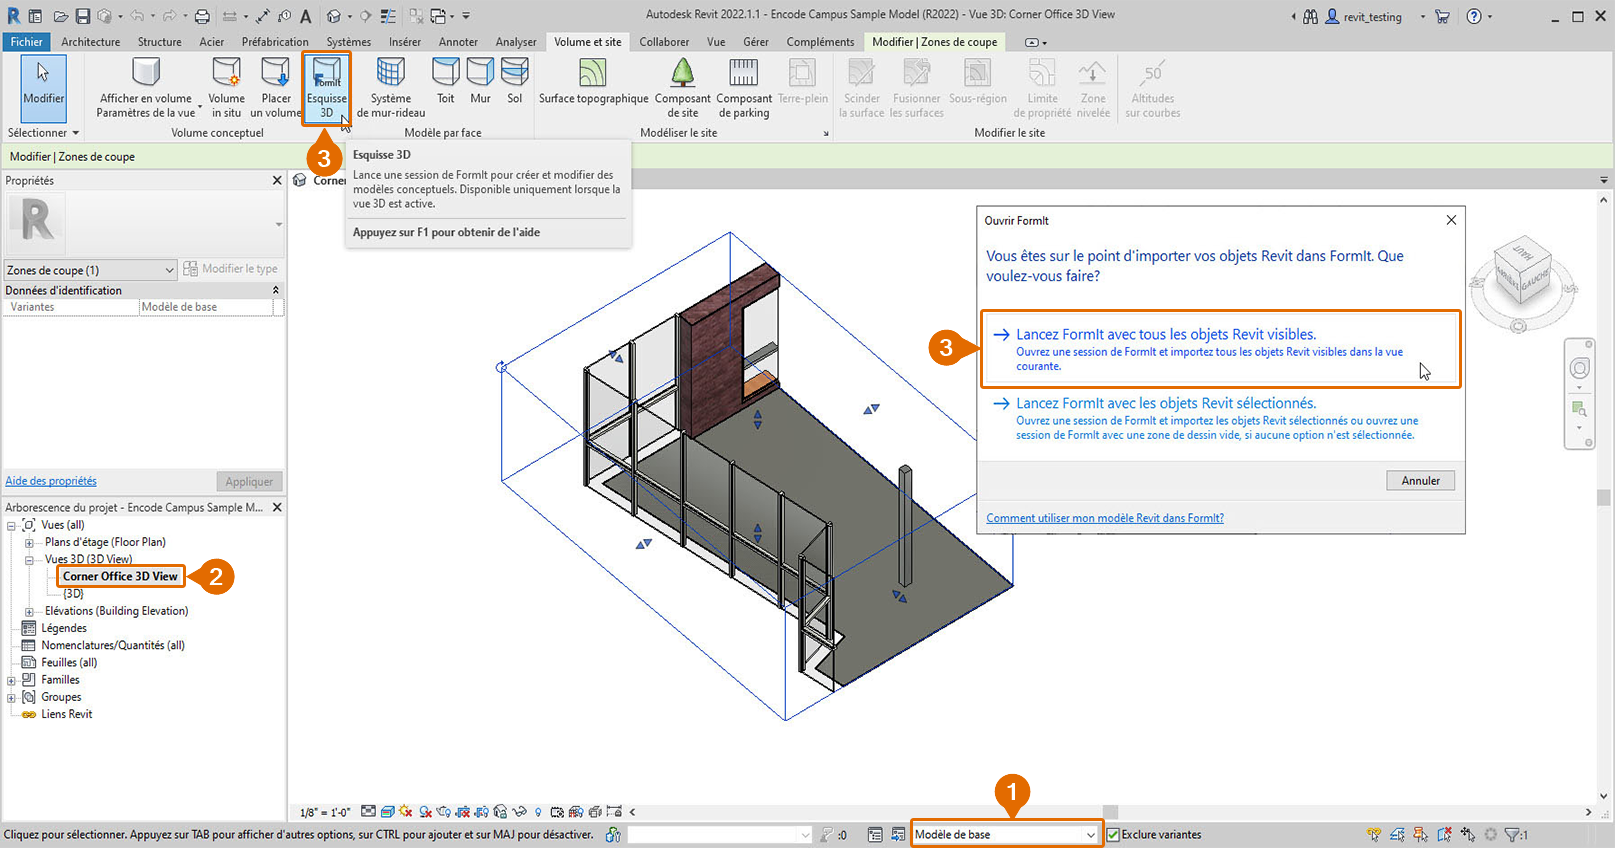 Autodesk Revit 2022.1.1 - Encode Campus Sample Model (R2022) - Vue 3D: Corner Office 3D View
revit_testing
Fichier Architecture Structure Acier Préfabrication Systèmes Insérer Annoter Analyser Volume et site Collaborer Vue Gérer Compléments Modifier | Zones de coupe
FormIt
Modifier
Afficher en volume
Paramètres de la vue
Volume
in situ
Placer
un volume
Esquisse
3D
Système
de mur-rideau
Toit
Mur
Sol
Surface topographique
Composant
de site
Composant
de parking
Terre-plein
Scinder
la surface
Fusionner
les surfaces
Sous-région
Limite
de propriété
Zone
nivelée
50
Altitudes
sur courbes
Sélectionner
Volume conceptuel
Modèle par face
Modéliser le site
Modifier le site
3
Modifier | Zones de coupe
Esquisse 3D
Lance une session de FormIt pour créer et modifier des
modèles conceptuels. Disponible uniquement lorsque la
vue 3D est active.
Appuyez sur F1 pour obtenir de l'aide
Propriétés
R
Zones de coupe (1)
Modifier le type
Données d'identification
Variantes
Modèle de base
Aide des propriétés
Appliquer
Arborescence du projet - Encode Campus Sample M...
Vues (all)
Plans d'étage (Floor Plan)
Vues 3D (3D View)
Corner Office 3D View
2
{3D}
Elévations (Building Elevation)
Légendes
Nomenclatures/Quantités (all)
Feuilles (all)
Familles
Groupes
Liens Revit
Ouvrir FormIt
Vous êtes sur le point d'importer vos objets Revit dans FormIt. Que
voulez-vous faire?
3
Lancez FormIt avec tous les objets Revit visibles.
Ouvrez une session de FormIt et importez tous les objets Revit visibles dans la vue
courante.
Lancez FormIt avec les objets Revit sélectionnés.
Ouvrez une session de FormIt et importez les objets Revit sélectionnés ou ouvrez une
session de FormIt avec une zone de dessin vide, si aucune option n'est sélectionnée.
Annuler
Comment utiliser mon modèle Revit dans FormIt?
HAUT
ARRIÈRE
GAUCHE
1
1/8" = 1'-0"
Cliquez pour sélectionner. Appuyez sur TAB pour afficher d'autres options, sur CTRL pour ajouter et sur MAJ pour désactiver.
:0
Modèle de base
Exclure variantes
:1